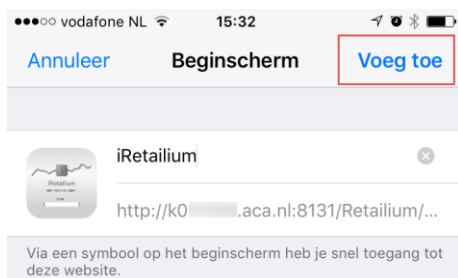 vodafone NL 15:32
Annuleer Beginscherm Voeg toe
iRetailium
http://k0 .aca.nl:8131/Retailium/...
Via een symbool op het beginscherm heb je snel toegang tot
deze website.